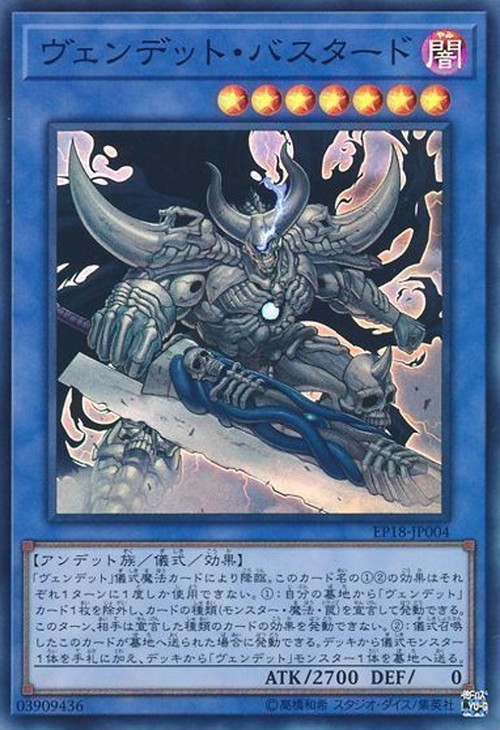 ヴェンデット・バスタード
闇
EP18-JP004
【アンデット族／儀式／効果】
「ヴェンデット」儀式魔法カードにより降臨。このカード名の①②の効果はそれ
ぞれ1ターンに1度しか使用できない。①：自分の墓地から「ヴェンデット」
カード1枚を除外し、カードの種類（モンスター・魔法・罠）を宣言して発動できる。
このターン、相手は宣言した種類のカードの効果を発動できない。②：儀式召喚
したこのカードが墓地へ送られた場合に発動できる。デッキから儀式モンスター
1体を手札に加え、デッキから「ヴェンデット」モンスター1体を墓地へ送る。
ATK/2700 DEF/ 0
03909436
©高橋和希 スタジオ・ダイス/集英社